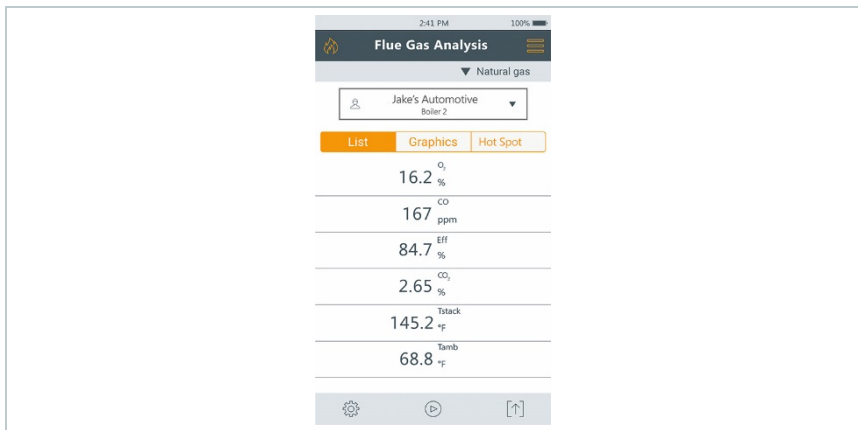 2:41 PM 100%
Flue Gas Analysis
▼ Natural gas
Jake's Automotive ▼
Boiler 2
List Graphics Hot Spot
16.2 O₂ %
167 CO ppm
84.7 Eff %
2.65 CO₂ %
145.2 Tstack °F
68.8 Tamb °F